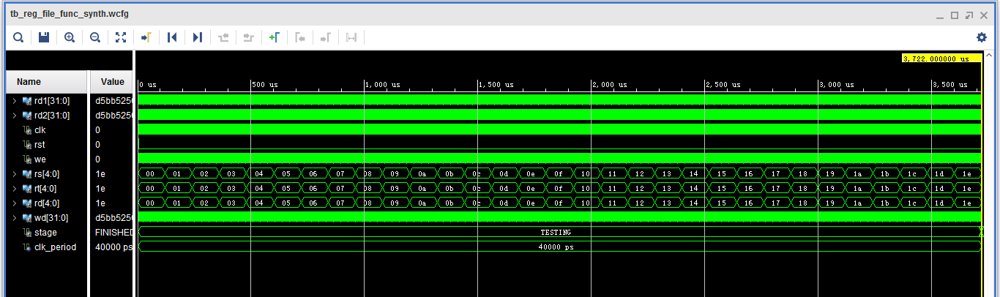 tb_reg_file_func_synth.wcfg
3,722.000000 us
Name Value
0 us 500 us 1,000 us 1,500 us 2,000 us 2,500 us 3,000 us 3,500 us
rd1[31:0] d5bb5250
rd2[31:0] d5bb5250
clk 0
rst 0
we 0
rs[4:0] 1e 00 01 02 03 04 05 06 07 08 09 0a 0b 0c 0d 0e 0f 10 11 12 13 14 15 16 17 18 19 1a 1b 1c 1d 1e
rt[4:0] 1e 00 01 02 03 04 05 06 07 08 09 0a 0b 0c 0d 0e 0f 10 11 12 13 14 15 16 17 18 19 1a 1b 1c 1d 1e
rd[4:0] 1e 00 01 02 03 04 05 06 07 08 09 0a 0b 0c 0d 0e 0f 10 11 12 13 14 15 16 17 18 19 1a 1b 1c 1d 1e
wd[31:0] d5bb5250
stage FINISHED TESTING
clk_period 40000 ps 40000 ps